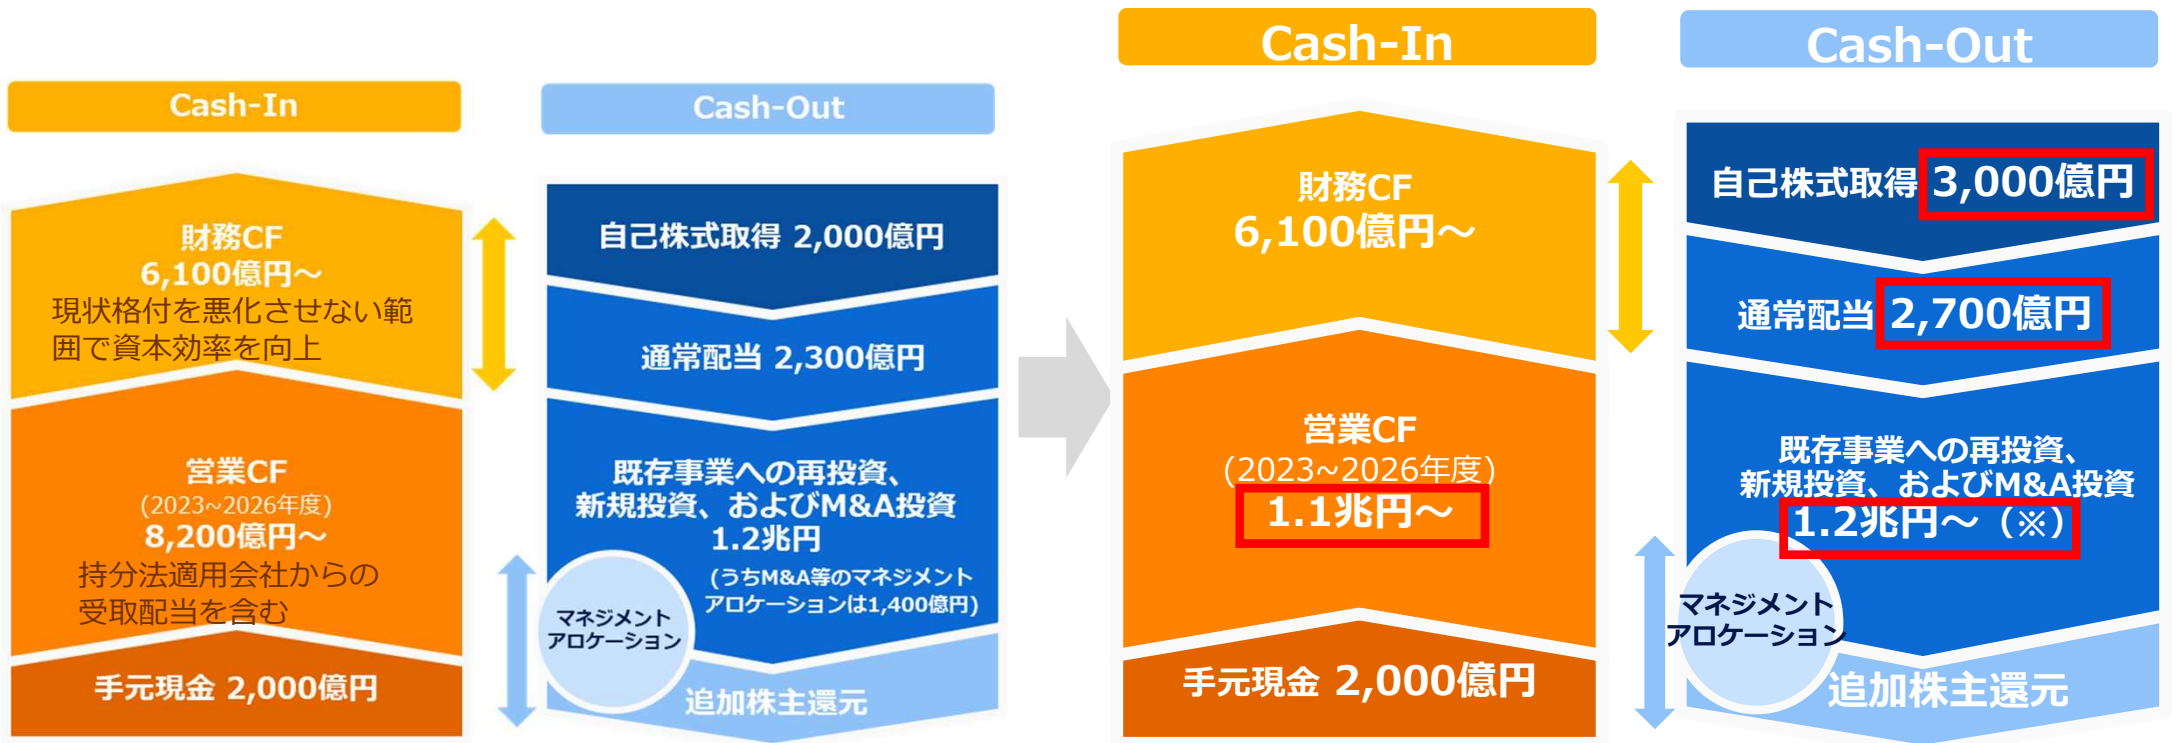 Cash-In
財務CF
6,100億円～
現状格付を悪化させない範
囲で資本効率を向上
営業CF
(2023~2026年度)
8,200億円～
持分法適用会社からの
受取配当を含む
手元現金 2,000億円
Cash-Out
自己株式取得 2,000億円
通常配当 2,300億円
既存事業への再投資、
新規投資、およびM&A投資
1.2兆円
(うちM&A等のマネジメント
アロケーションは1,400億円)
マネジメント
アロケーション
追加株主還元
Cash-In
財務CF
6,100億円～
営業CF
(2023~2026年度)
1.1兆円～
手元現金 2,000億円
Cash-Out
自己株式取得 3,000億円
通常配当 2,700億円
既存事業への再投資、
新規投資、およびM&A投資
1.2兆円～（※）
マネジメント
アロケーション
追加株主還元